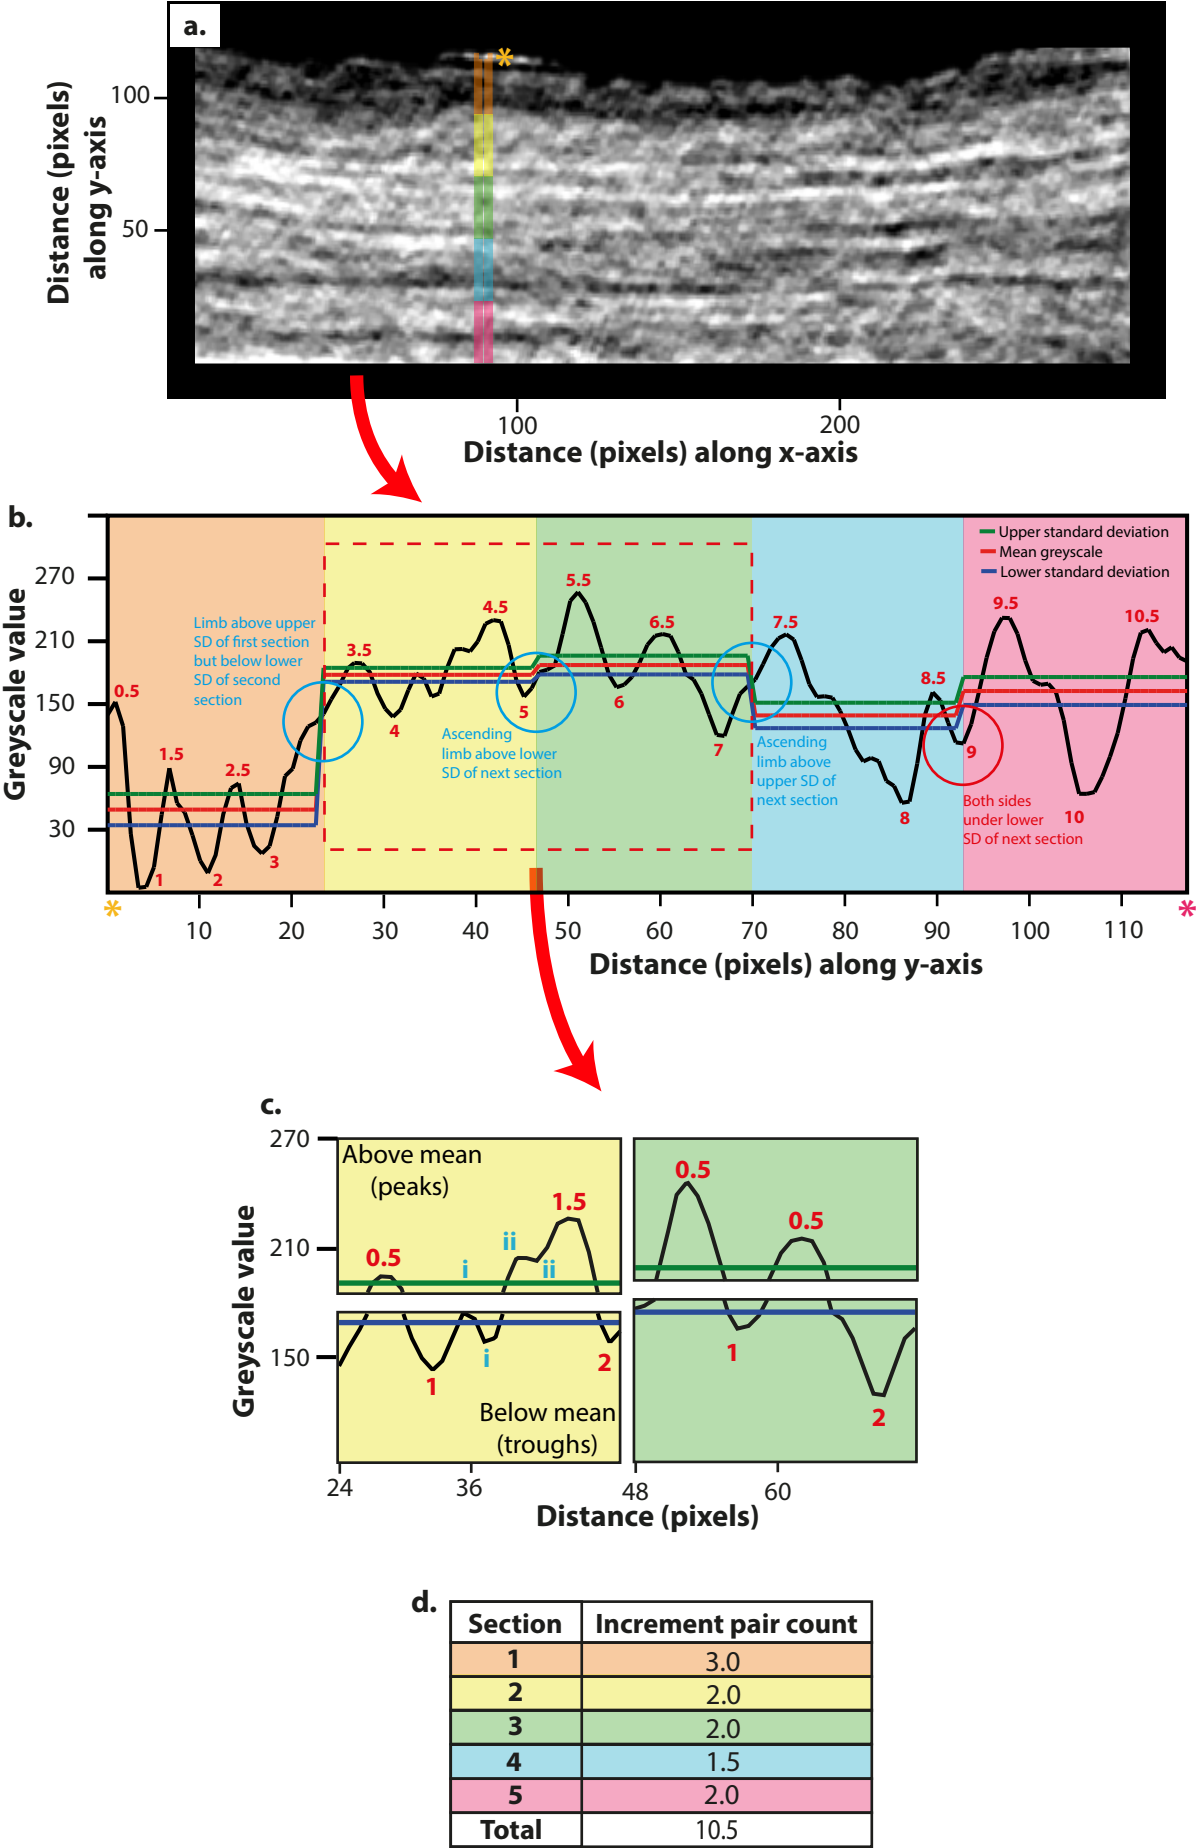 a.
*
Distance (pixels)
along y-axis
100
50
100
200
Distance (pixels) along x-axis
b.
Greyscale value
270
210
150
90
30
Upper standard deviation
Mean greyscale
Lower standard deviation
Limb above upper
SD of first section
but below lower
SD of second
section
0.5
1
1.5
2
2.5
3
3.5
4
4.5
5
5.5
6
6.5
7
7.5
8
8.5
9
9.5
10
10.5
Ascending
limb above lower
SD of next section
Ascending
limb above
upper SD of
next section
Both sides
under lower
SD of next section
*
10
20
30
40
50
60
70
80
90
100
110
*
Distance (pixels) along y-axis
c.
Greyscale value
270
210
150
Above mean
(peaks)
0.5
i
ii
ii
1.5
1
i
2
Below mean
(troughs)
0.5
0.5
1
2
24
36
48
60
Distance (pixels)
d.
Section Increment pair count
1 3.0
2 2.0
3 2.0
4 1.5
5 2.0
Total 10.5